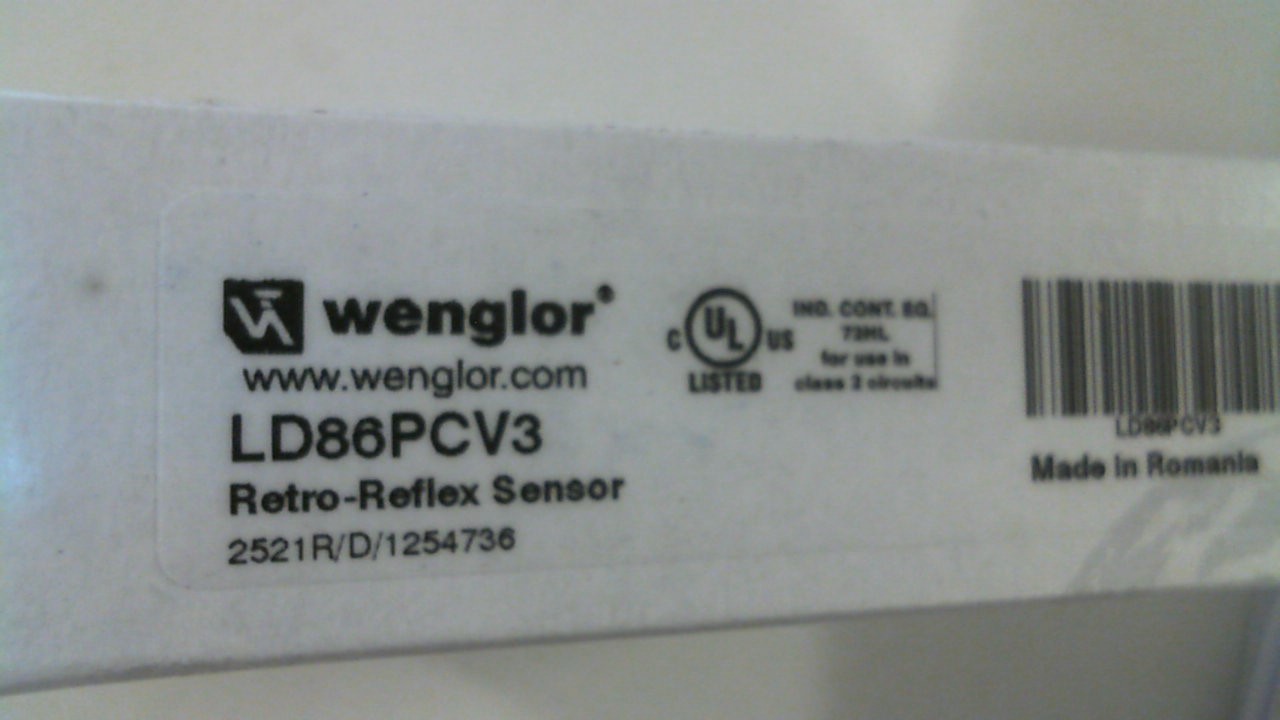 wenglor®
www.wenglor.com
LD86PCV3
Retro-Reflex Sensor
2521R/D/1254736
C UL US
LISTED
IND. CONT. EQ.
72HL
for use in
class 2 circuits
LD86PCV3
Made in Romania